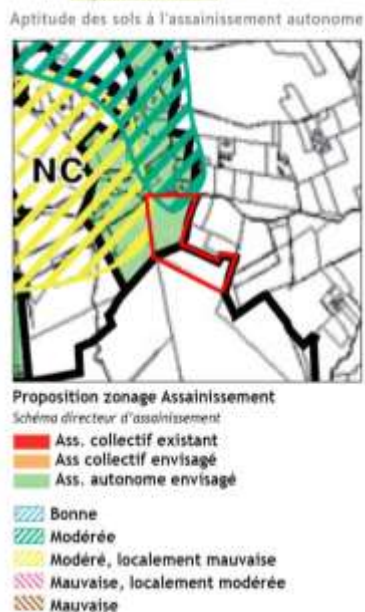 Aptitude des sols à l'assainissement autonome
NC
Proposition zonage Assainissement
Schéma directeur d'assainissement
Ass. collectif existant
Ass collectif envisagé
Ass. autonome envisagé
Bonne
Modérée
Modéré, localement mauvaise
Mauvaise, localement modérée
Mauvaise